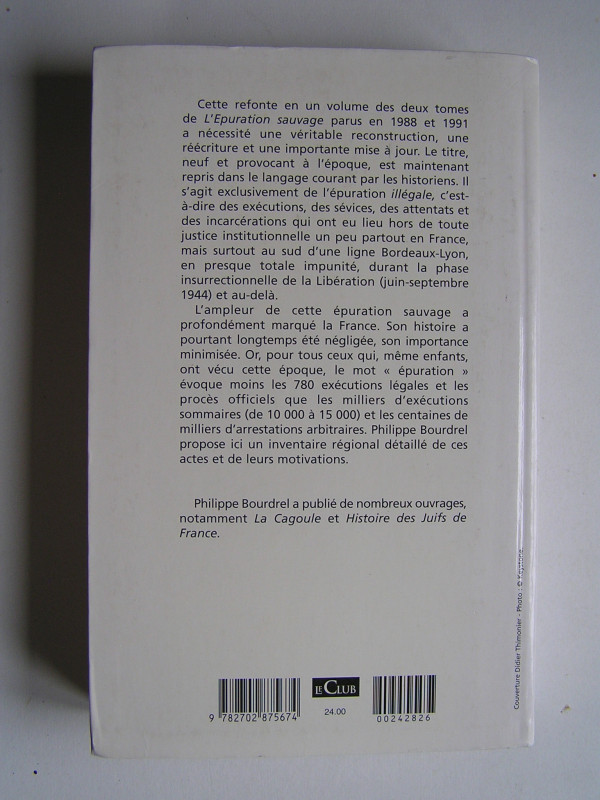 Cette refonte en un volume des deux tomes
de L'Epuration sauvage parus en 1988 et 1991
a nécessité une véritable reconstruction, une
réécriture et une importante mise à jour. Le titre,
neuf et provocant à l'époque, est maintenant
repris dans le langage courant par les historiens. Il
s'agit exclusivement de l'épuration illégale, c'est-
à-dire des exécutions, des sévices, des attentats et
des incarcérations qui ont eu lieu hors de toute
justice institutionnelle un peu partout en France,
mais surtout au sud d'une ligne Bordeaux-Lyon,
en presque totale impunité, durant la phase
insurrectionnelle de la Libération (juin-septembre
1944) et au-delà.
L'ampleur de cette épuration sauvage a
profondément marqué la France. Son histoire a
pourtant longtemps été négligée, son importance
minimisée. Or, pour tous ceux qui, même enfants,
ont vécu cette époque, le mot « épuration »
évoque moins les 780 exécutions légales et les
procès officiels que les milliers d'exécutions
sommaires (de 10 000 à 15 000) et les centaines de
milliers d'arrestations arbitraires. Philippe Bourdrel
propose ici un inventaire régional détaillé de ces
actes et de leurs motivations.
Philippe Bourdrel a publié de nombreux ouvrages,
notamment La Cagoule et Histoire des Juifs de
France.
Couverture Didier Thimonier - Photo : © Keystone
LE CLUB
9 782702 875674
24.00
00242826